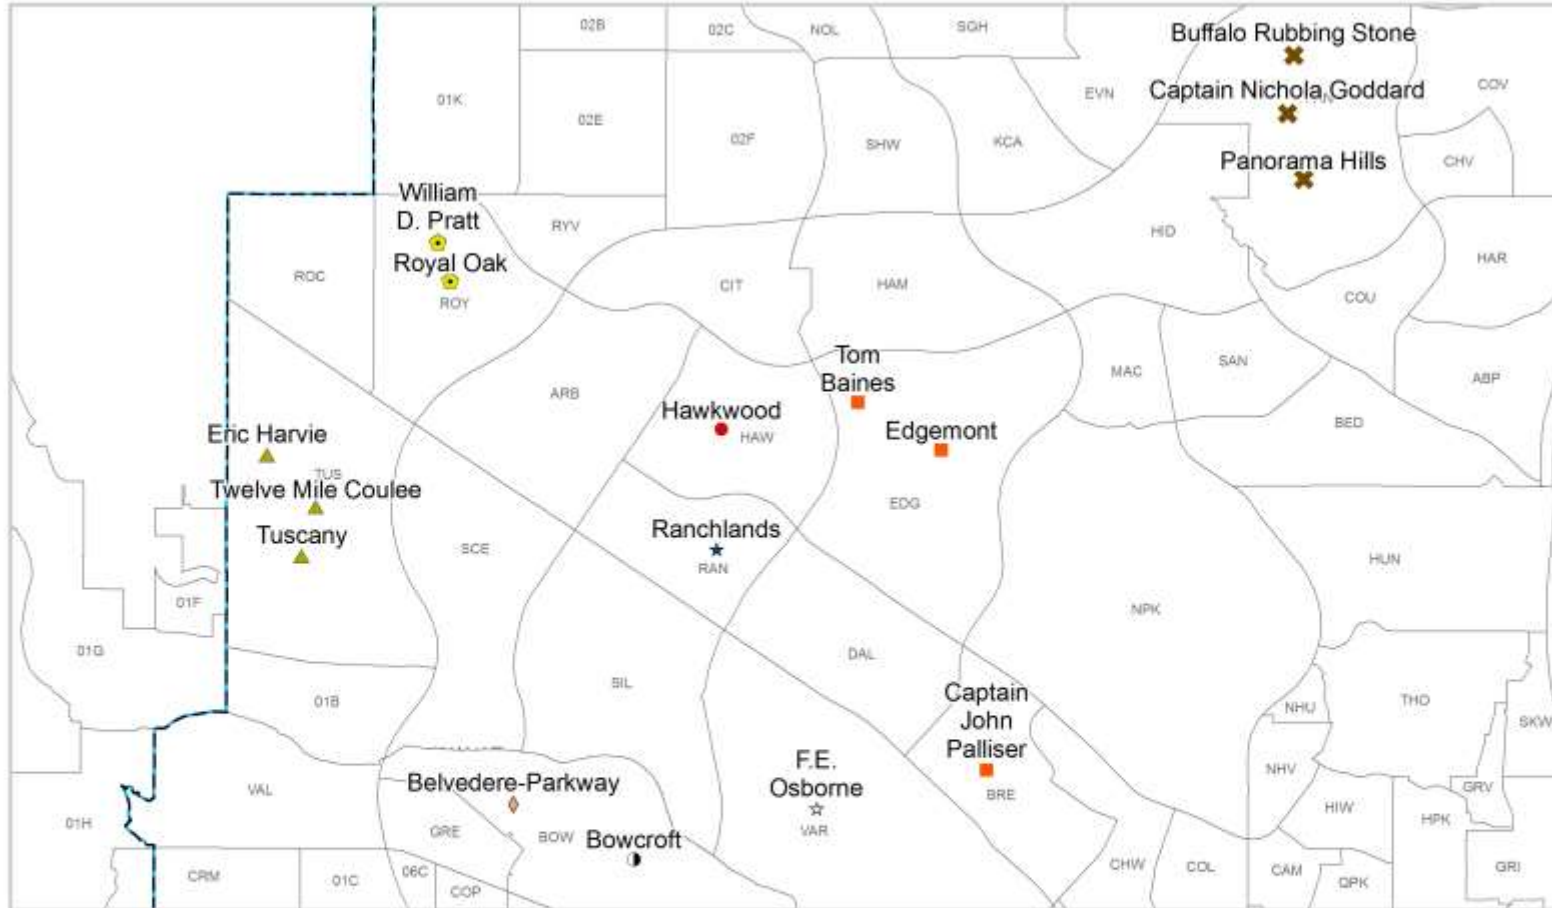 02B
02C
NOL
SGH
Buffalo Rubbing Stone
01K
EVN
Captain Nichola Goddard
COV
02E
02F
SHW
KCA
Panorama Hills
CHV
William
D. Pratt
RYV
HID
ROC
Royal Oak
ROY
CIT
HAM
HAR
COU
Tom
Baines
MAC
SAN
ABP
ARB
Hawkwood
HAW
BED
Eric Harvie
Edgemont
TUS
Twelve Mile Coulee
EDG
Tuscany
SCE
Ranchlands
RAN
HUN
01F
NPK
01G
DAL
SIL
01B
Captain
John
Palliser
NHU
THO
SKW
F.E.
Osborne
VAR
BRE
NHV
GRV
Belvedere-Parkway
VAL
01H
GRE
BOW
Bowcroft
HIW
HPK
CRM
01C
06C
COP
CHW
COL
CAM
QPK
GRI